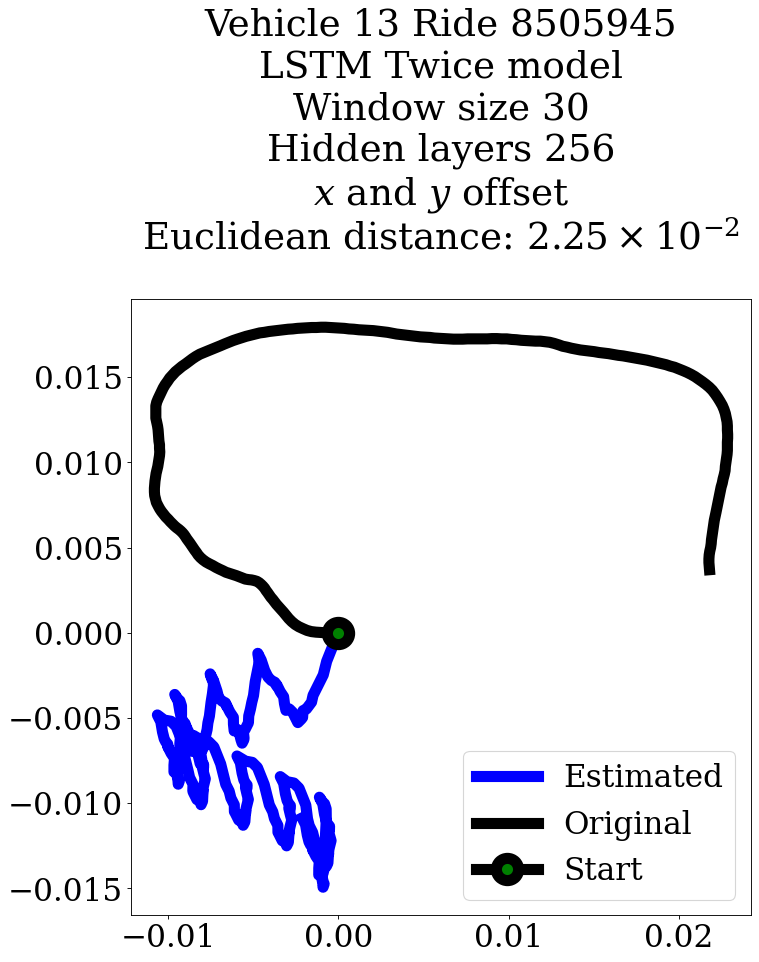 Vehicle 13 Ride 8505945
LSTM Twice model
Window size 30
Hidden layers 256
x and y offset
Euclidean distance: 2.25 × 10⁻²
0.015
0.010
0.005
0.000
−0.005
−0.010
−0.015
−0.01 0.00 0.01 0.02
Estimated
Original
Start